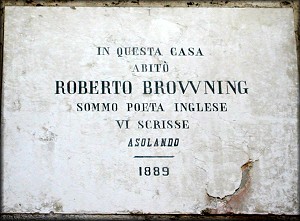 IN QUESTA CASA
ABITÒ
ROBERTO BROVVNING
SOMMO POETA INGLESE
VI SCRISSE
ASOLANDO
1889